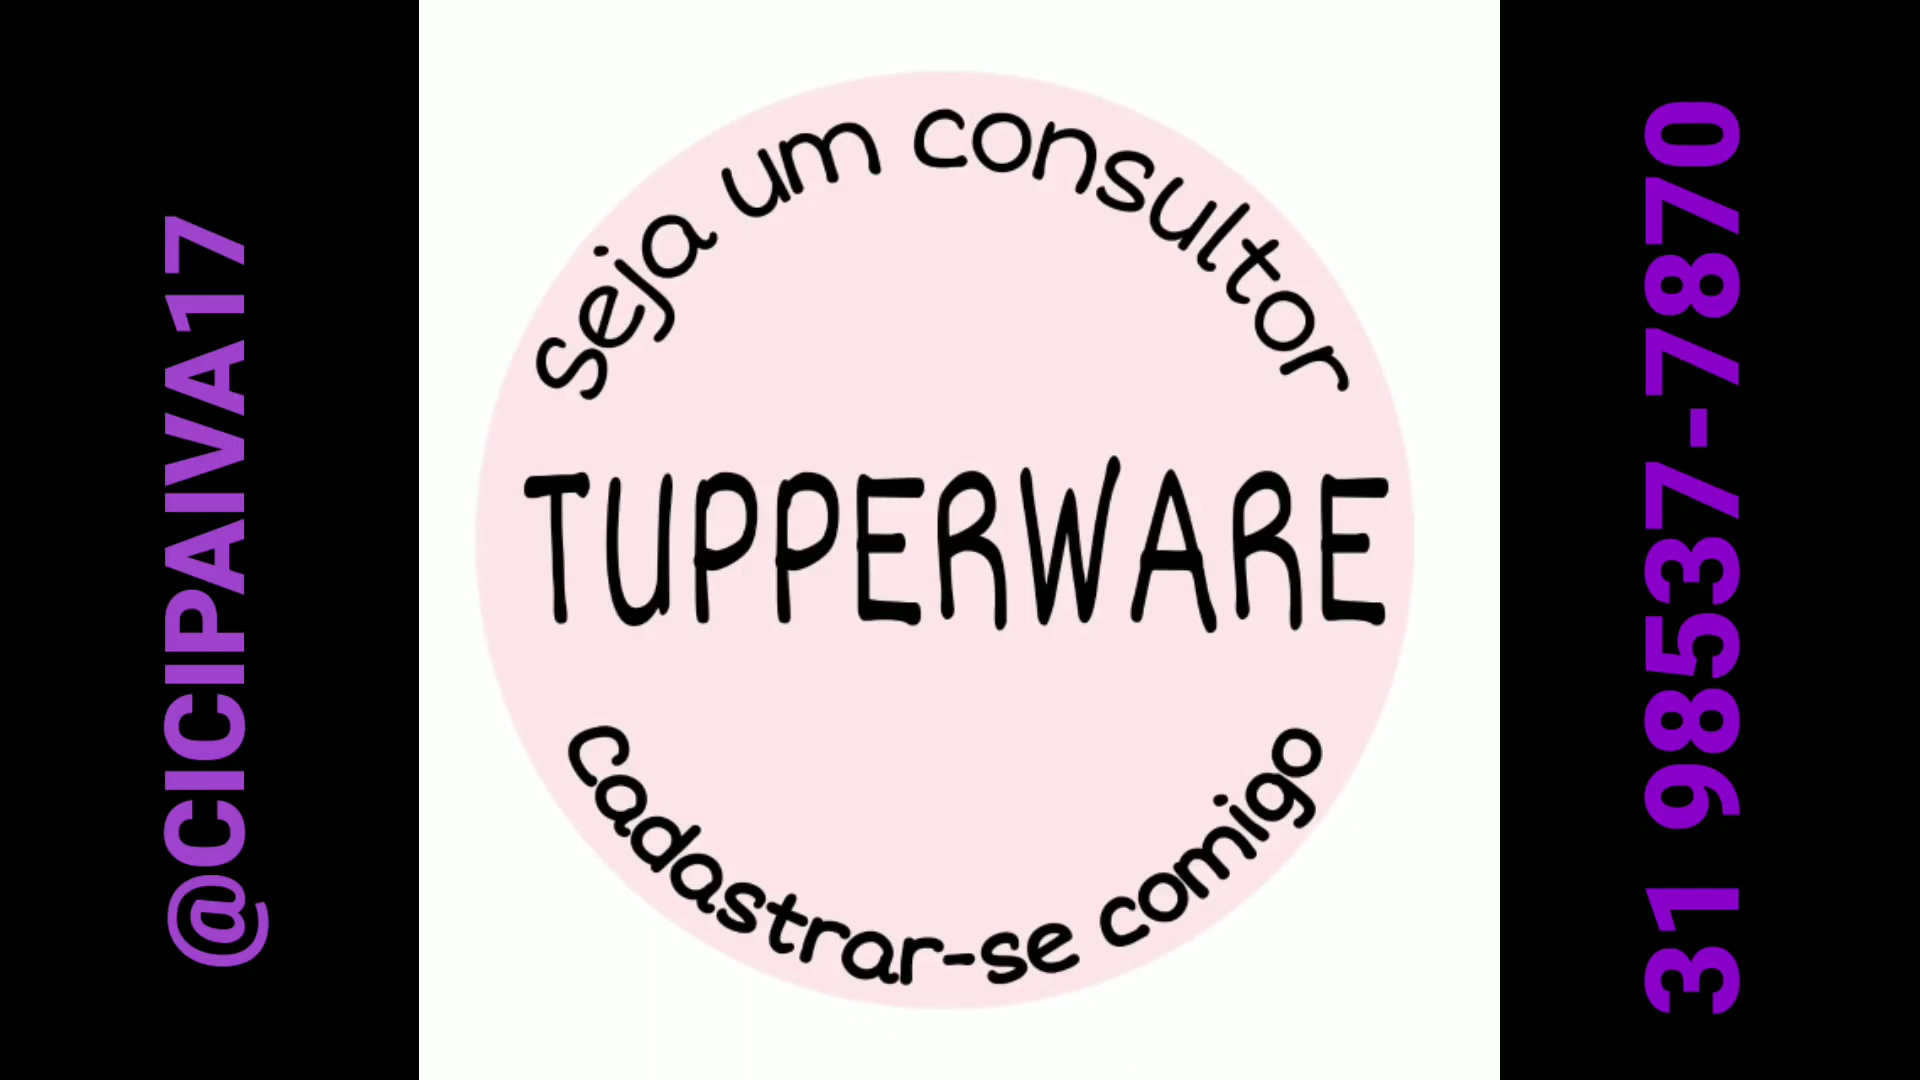 @CICIPAIVA17
Seja um consultor
TUPPERWARE
Cadastrar-se comigo
31 98537-7870